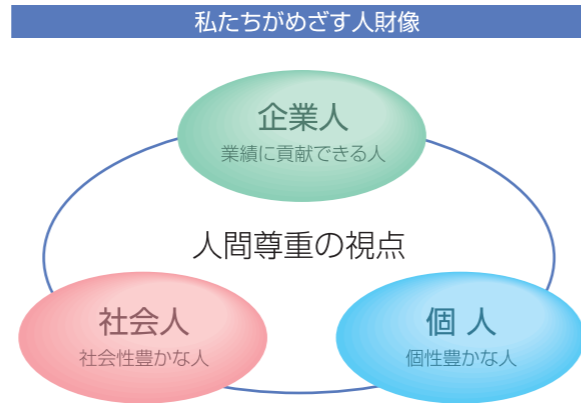 私たちがめざす人財像
企業人
業績に貢献できる人
人間尊重の視点
社会人
社会性豊かな人
個 人
個性豊かな人